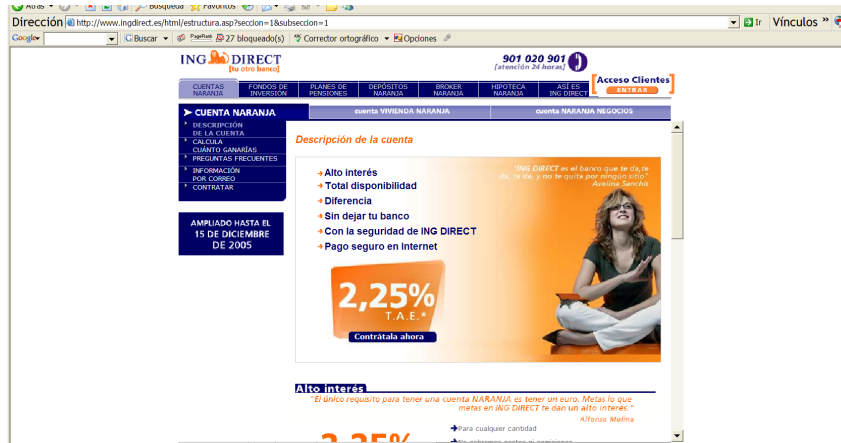 Atrás Búsqueda Favoritos
Dirección http://www.ingdirect.es/html/estructura.asp?seccion=1&subseccion=1 Ir Vínculos »
Google Buscar PageRank 27 bloqueado(s) Corrector ortográfico Opciones
ING DIRECT
[tu otro banco]
901 020 901
[atención 24 horas]
Acceso Clientes
ENTRAR
CUENTAS NARANJA
FONDOS DE INVERSIÓN
PLANES DE PENSIONES
DEPÓSITOS NARANJA
BROKER NARANJA
HIPOTECA NARANJA
ASÍ ES ING DIRECT
CUENTA NARANJA
cuenta VIVIENDA NARANJA
cuenta NARANJA NEGOCIOS
DESCRIPCIÓN
DE LA CUENTA
CALCULA
CUÁNTO GANARÍAS
PREGUNTAS FRECUENTES
INFORMACIÓN
POR CORREO
CONTRATAR
AMPLIADO HASTA EL
15 DE DICIEMBRE
DE 2005
Descripción de la cuenta
Alto interés
Total disponibilidad
Diferencia
Sin dejar tu banco
Con la seguridad de ING DIRECT
Pago seguro en Internet
"ING DIRECT es el banco que te da, te
da, te da, y no te quita por ningún sitio"
Avelina Sanchis
2,25%
T.A.E.*
Contrátala ahora
Alto interés
"El único requisito para tener una cuenta NARANJA es tener un euro. Metas lo que
metas en ING DIRECT te dan un alto interés."
Alfonso Molina
2,25%
Para cualquier cantidad
No cobramos gastos ni comisiones